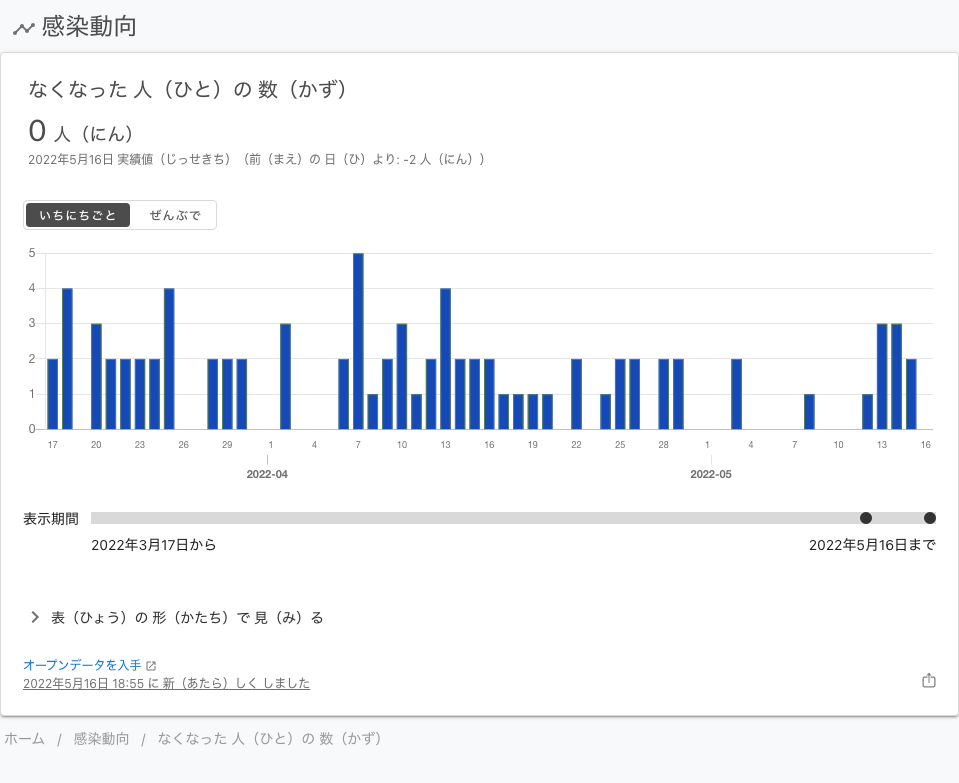 感染動向
なくなった 人（ひと）の 数（かず）
0 人（にん）
2022年5月16日 実績値（じっせきち）（前（まえ）の 日（ひ）より: -2 人（にん））
いちにちごと ぜんぶで
5
4
3
2
1
0
17 20 23 26 29 1 4 7 10 13 16 19 22 25 28 1 4 7 10 13 16
2022-04 2022-05
表示期間
2022年3月17日から 2022年5月16日まで
表（ひょう）の 形（かたち）で 見（み）る
オープンデータを入手
2022年5月16日 18:55 に 新（あたら）しく しました
ホーム / 感染動向 / なくなった 人（ひと）の 数（かず）